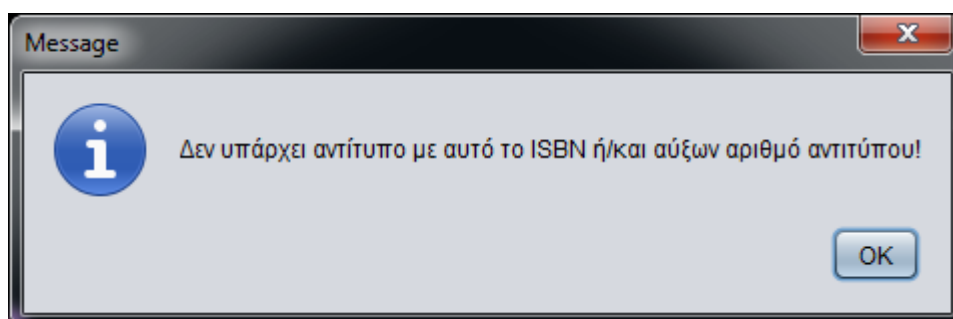 Message
Δεν υπάρχει αντίτυπο με αυτό το ISBN ή/και αύξων αριθμό αντιτύπου!
OK